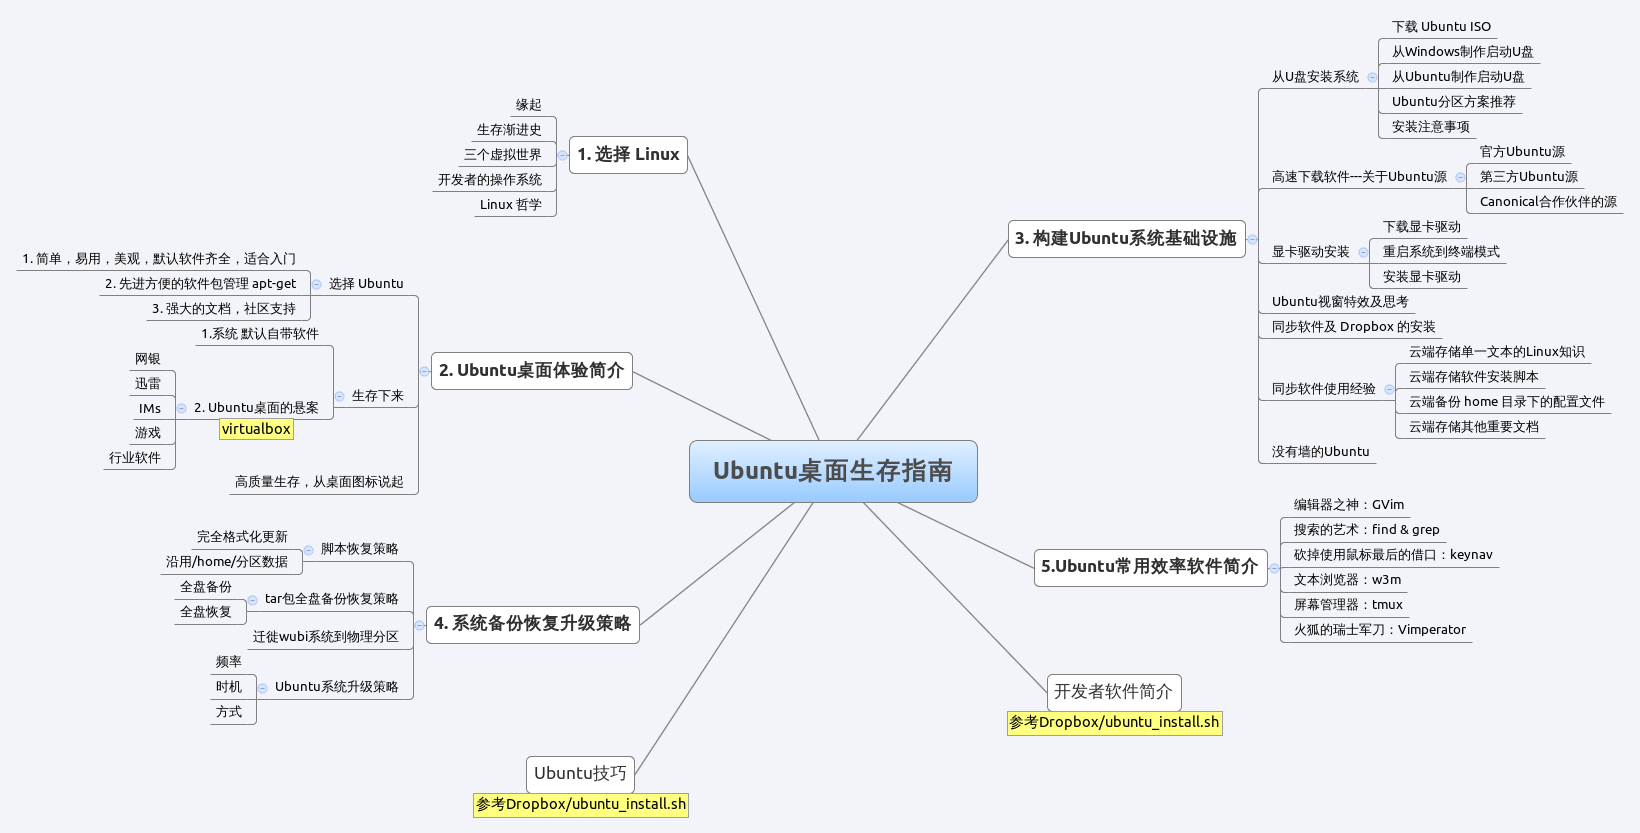 Ubuntu桌面生存指南
1. 选择 Linux
缘起
生存渐进史
三个虚拟世界
开发者的操作系统
Linux 哲学
2. Ubuntu桌面体验简介
选择 Ubuntu
1. 简单，易用，美观，默认软件齐全，适合入门
2. 先进方便的软件包管理 apt-get
3. 强大的文档，社区支持
生存下来
1.系统 默认自带软件
2. Ubuntu桌面的悬案
virtualbox
网银
迅雷
IMs
游戏
行业软件
高质量生存，从桌面图标说起
3. 构建Ubuntu系统基础设施
从U盘安装系统
下载 Ubuntu ISO
从Windows制作启动U盘
从Ubuntu制作启动U盘
Ubuntu分区方案推荐
安装注意事项
高速下载软件---关于Ubuntu源
官方Ubuntu源
第三方Ubuntu源
Canonical合作伙伴的源
显卡驱动安装
下载显卡驱动
重启系统到终端模式
安装显卡驱动
Ubuntu视窗特效及思考
同步软件及 Dropbox 的安装
同步软件使用经验
云端存储单一文本的Linux知识
云端存储软件安装脚本
云端备份 home 目录下的配置文件
云端存储其他重要文档
没有墙的Ubuntu
4. 系统备份恢复升级策略
脚本恢复策略
完全格式化更新
沿用/home/分区数据
tar包全盘备份恢复策略
全盘备份
全盘恢复
迁徙wubi系统到物理分区
Ubuntu系统升级策略
频率
时机
方式
5.Ubuntu常用效率软件简介
编辑器之神：GVim
搜索的艺术：find & grep
砍掉使用鼠标最后的借口：keynav
文本浏览器：w3m
屏幕管理器：tmux
火狐的瑞士军刀：Vimperator
开发者软件简介
参考Dropbox/ubuntu_install.sh
Ubuntu技巧
参考Dropbox/ubuntu_install.sh